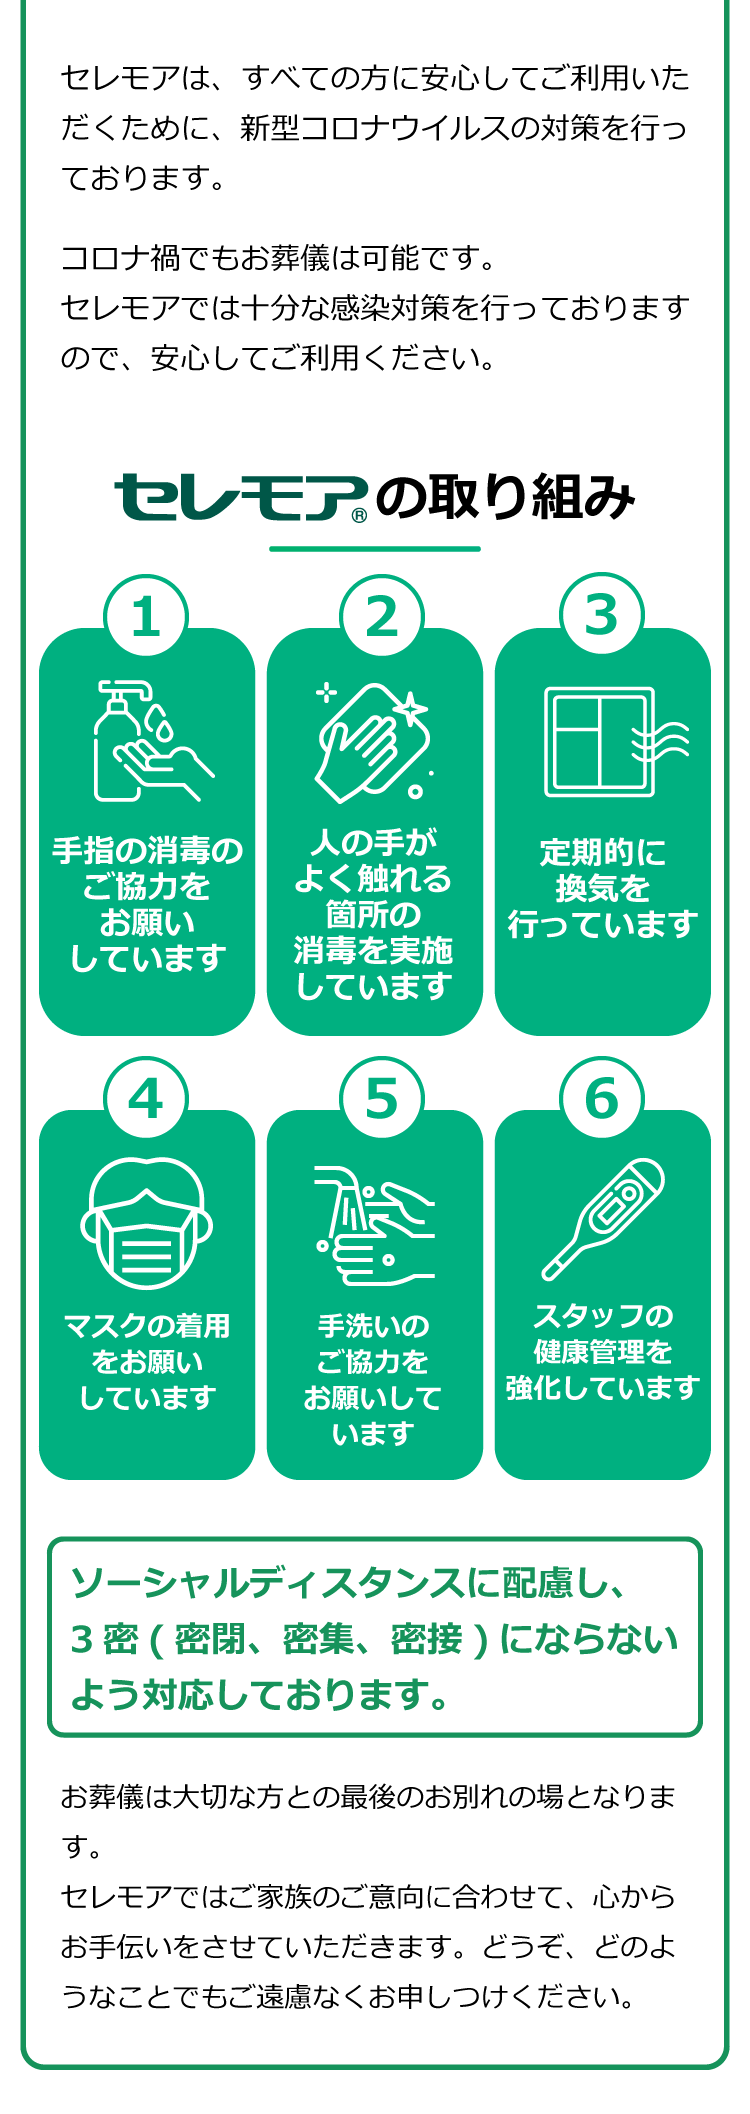 セレモアは、すべての方に安心してご利用いた
だくために、新型コロナウイルスの対策を行っ
ております。
コロナ禍でもお葬儀は可能です。
セレモアでは十分な感染対策を行っております
ので、安心してご利用ください。
セレモア®の取り組み
1
手指の消毒の
ご協力を
お願い
しています
2
人の手が
よく触れる
箇所の
消毒を実施
しています
3
定期的に
換気を
行っています
4
マスクの着用
をお願い
しています
5
手洗いの
ご協力を
お願いして
います
6
スタッフの
健康管理を
強化しています
ソーシャルディスタンスに配慮し、
3密(密閉、密集、密接)にならない
よう対応しております。
お葬儀は大切な方との最後のお別れの場となりま
す。
セレモアではご家族のご意向に合わせて、心から
お手伝いをさせていただきます。どうぞ、どのよ
うなことでもご遠慮なくお申しつけください。